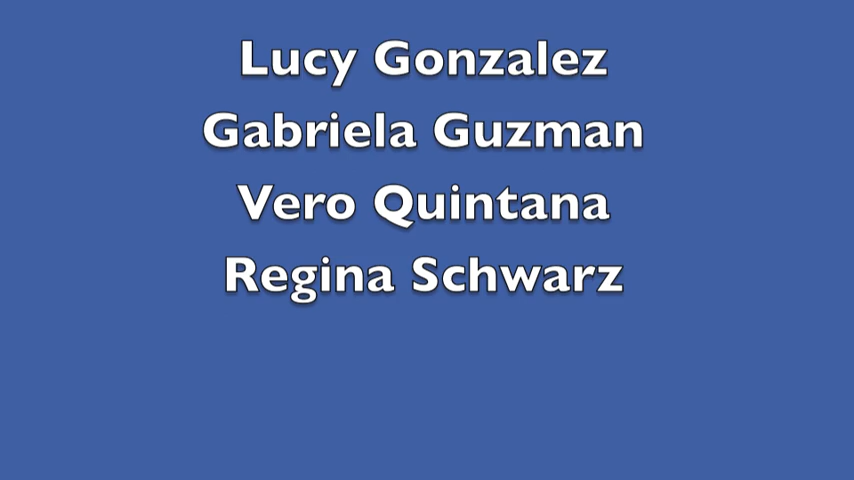 Lucy Gonzalez
Gabriela Guzman
Vero Quintana
Regina Schwarz